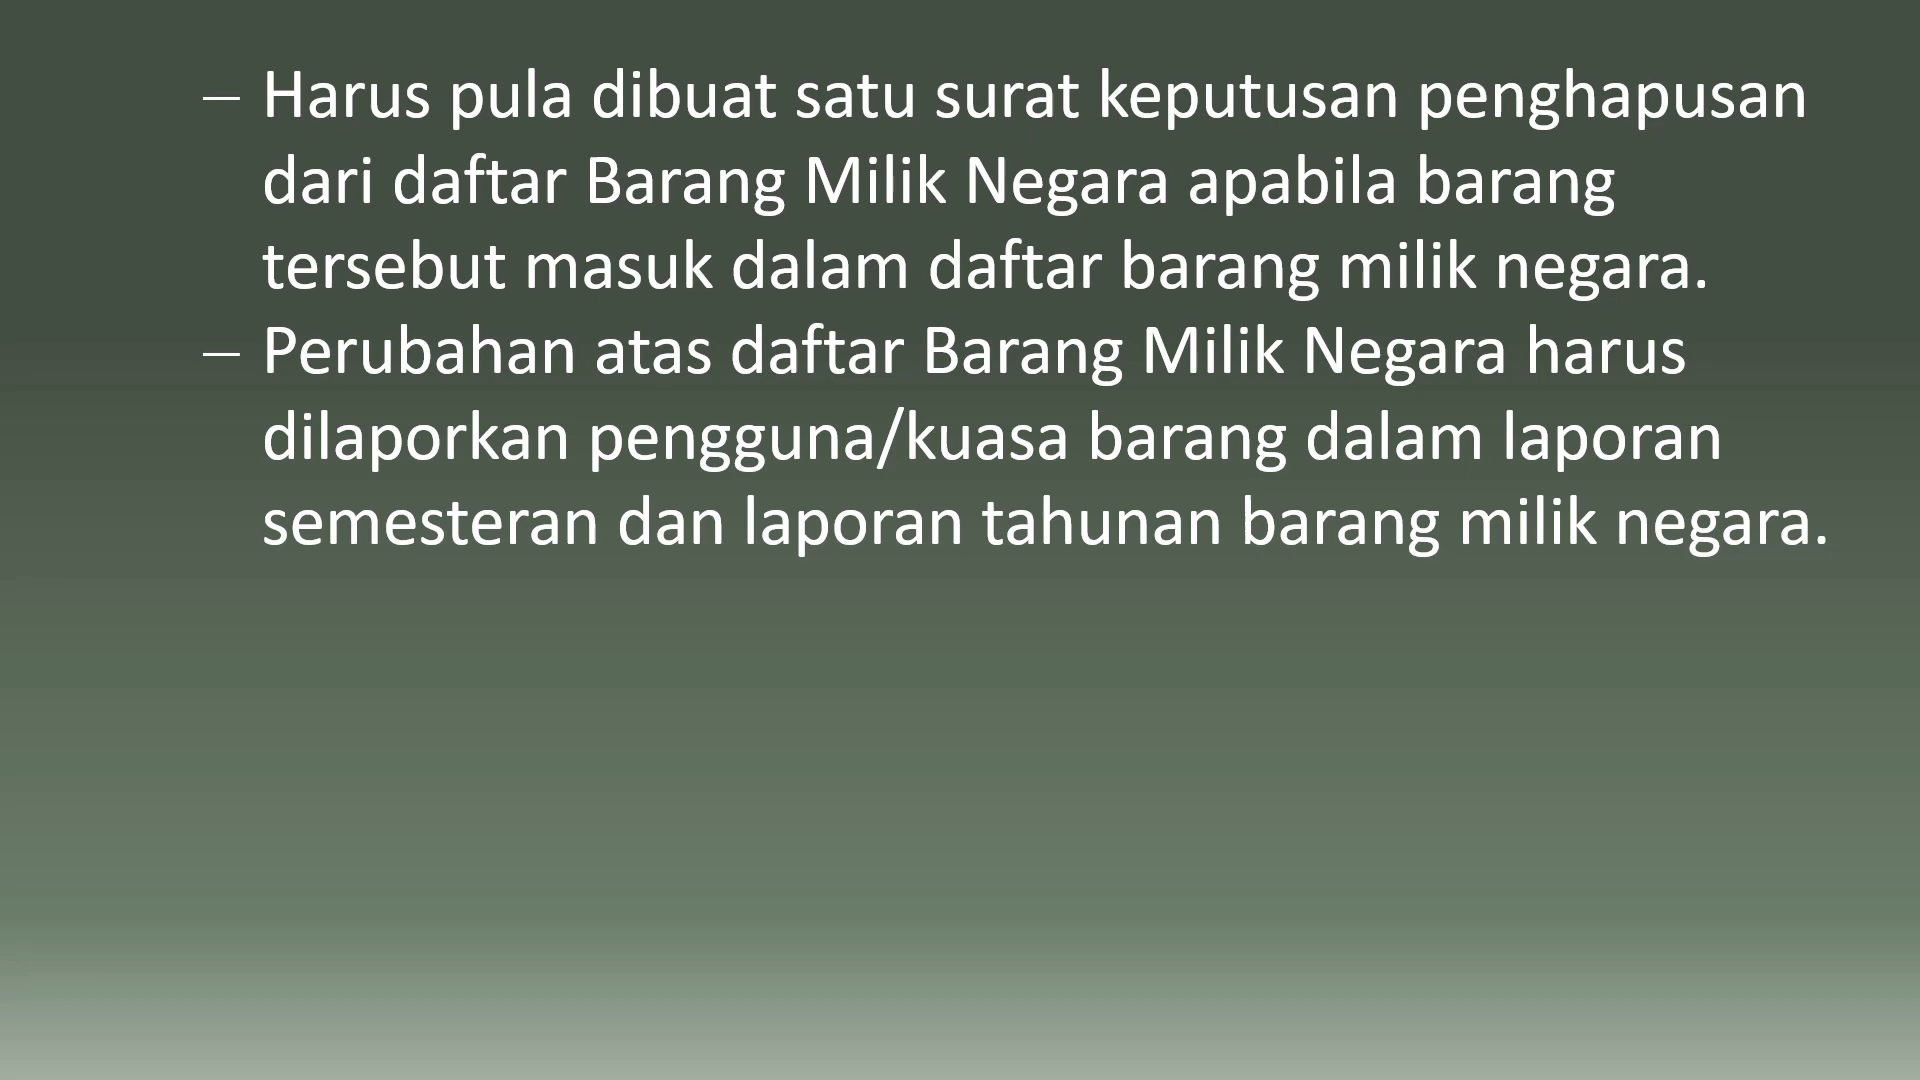 – Harus pula dibuat satu surat keputusan penghapusan
dari daftar Barang Milik Negara apabila barang
tersebut masuk dalam daftar barang milik negara.
– Perubahan atas daftar Barang Milik Negara harus
dilaporkan pengguna/kuasa barang dalam laporan
semesteran dan laporan tahunan barang milik negara.